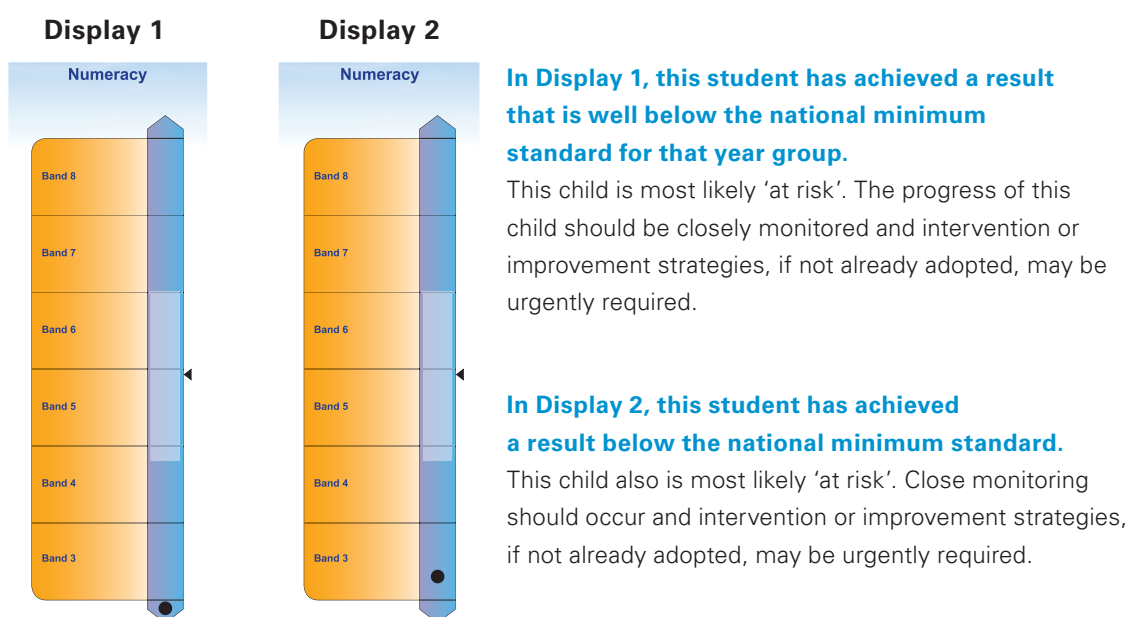 Display 1
Numeracy
Band 8
Band 7
Band 6
Band 5
Band 4
Band 3
Display 2
Numeracy
Band 8
Band 7
Band 6
Band 5
Band 4
Band 3
In Display 1, this student has achieved a result
that is well below the national minimum
standard for that year group.
This child is most likely ‘at risk’. The progress of this
child should be closely monitored and intervention or
improvement strategies, if not already adopted, may be
urgently required.
In Display 2, this student has achieved
a result below the national minimum standard.
This child also is most likely ‘at risk’. Close monitoring
should occur and intervention or improvement strategies,
if not already adopted, may be urgently required.